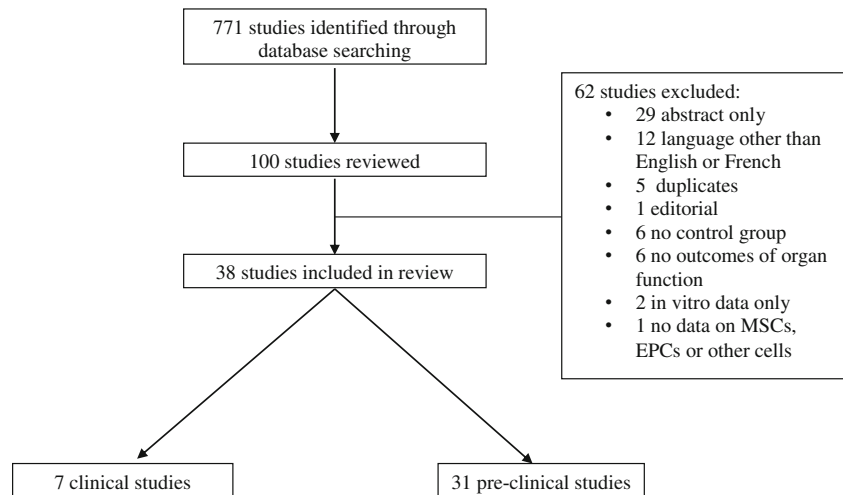 771 studies identified through
database searching
100 studies reviewed
62 studies excluded:
• 29 abstract only
• 12 language other than
English or French
• 5 duplicates
• 1 editorial
• 6 no control group
• 6 no outcomes of organ
function
• 2 in vitro data only
• 1 no data on MSCs,
EPCs or other cells
38 studies included in review
7 clinical studies
31 pre-clinical studies